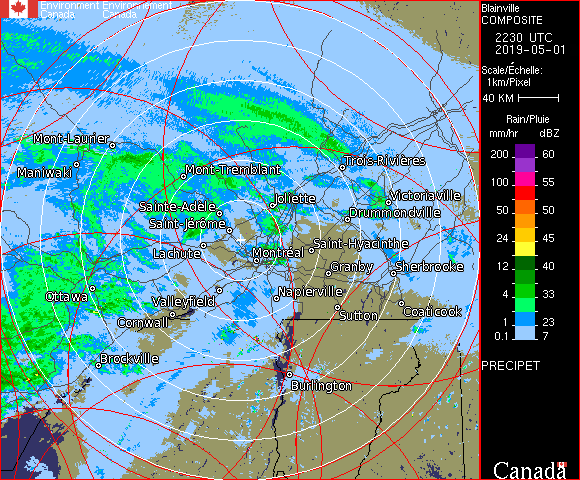 Environment Environnement
Canada Canada
Blainville
COMPOSITE
2230 UTC
2019-05-01
Scale/Échelle:
1km/Pixel
40 KM
Rain/Pluie
mm/hr dBZ
200 60
100 55
50 50
24 45
12 40
4 33
1 23
0.1 7
PRECIPET
Canada
Mont-Laurier
Maniwaki
Mont-Tremblant
Trois-Rivières
Joliette
Victoriaville
Sainte-Adèle
Drummondville
Saint-Jérôme
Lachute
Montréal
Saint-Hyacinthe
Granby
Sherbrooke
Ottawa
Valleyfield
Napierville
Cornwall
Sutton
Coaticook
Brockville
Burlington